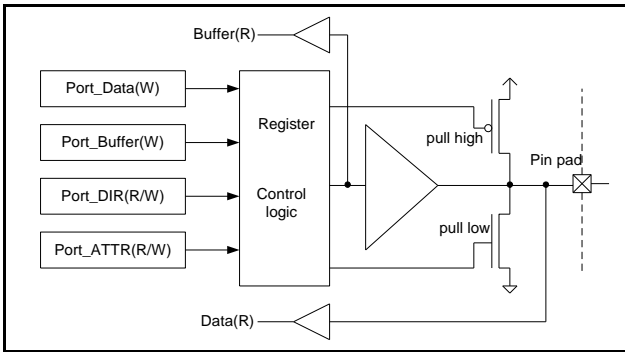 Buffer(R)
Port_Data(W)
Port_Buffer(W)
Port_DIR(R/W)
Port_ATTR(R/W)
Register
Control
logic
pull high
Pin pad
pull low
Data(R)